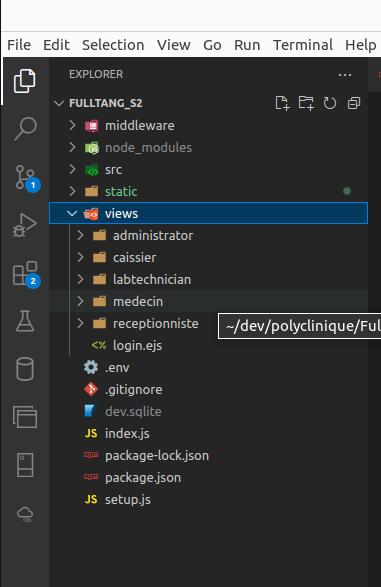 File Edit Selection View Go Run Terminal Help
EXPLORER
FULLTANG_S2
middleware
node_modules
src
static
views
administrator
caissier
labtechnician
medecin
receptionniste
~/dev/polyclinique/Ful
<% login.ejs
.env
.gitignore
dev.sqlite
JS index.js
package-lock.json
package.json
JS setup.js
1
2